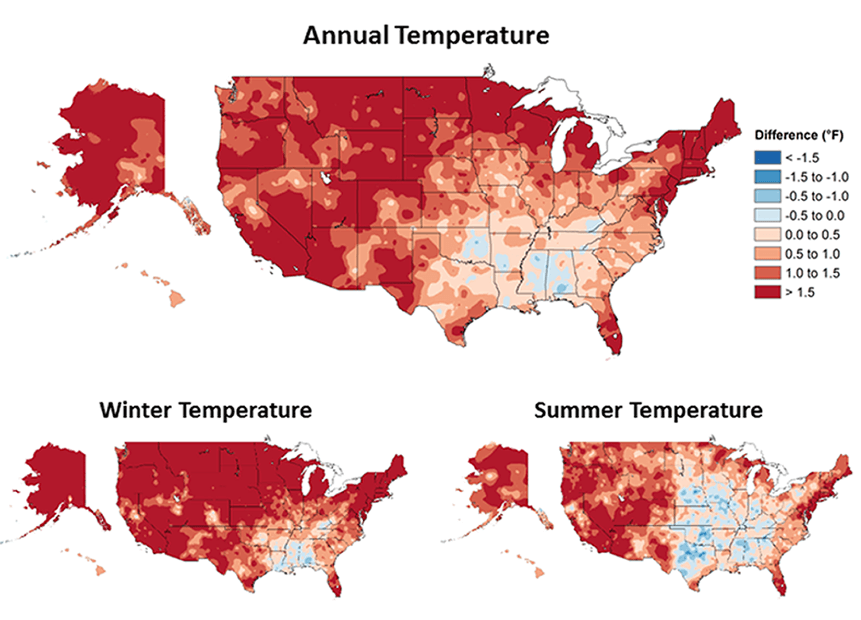 Annual Temperature
Difference (°F)
< -1.5
-1.5 to -1.0
-0.5 to -1.0
-0.5 to 0.0
0.0 to 0.5
0.5 to 1.0
1.0 to 1.5
> 1.5
Winter Temperature
Summer Temperature